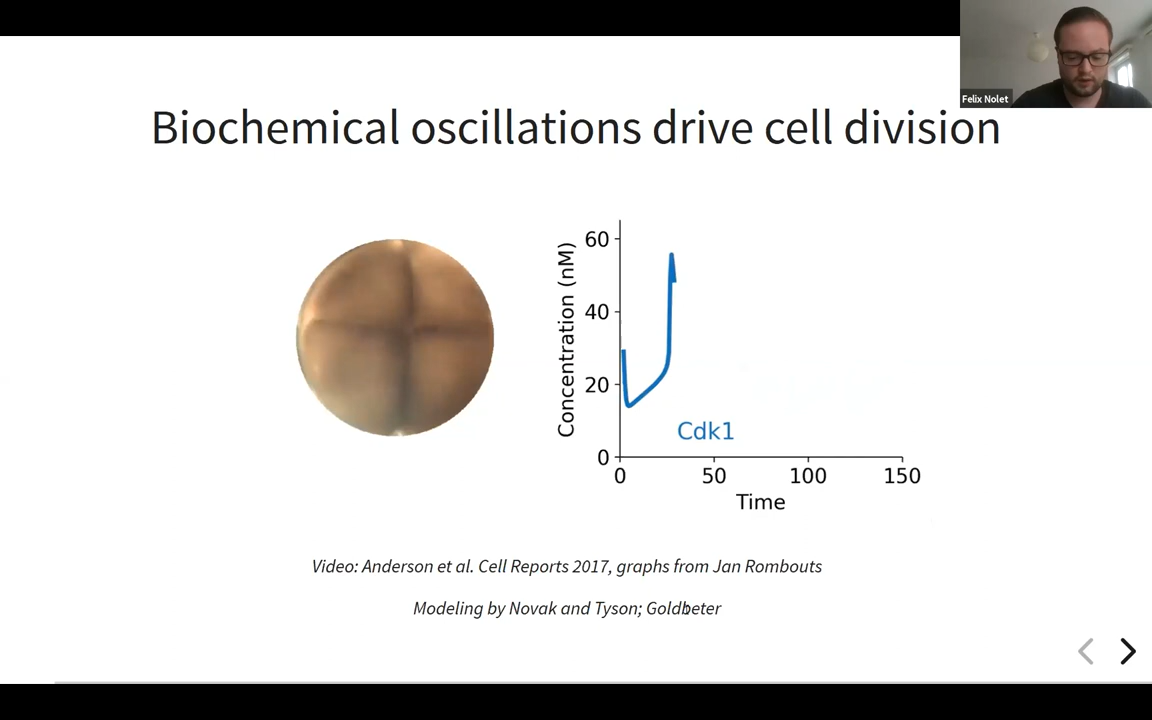 Felix Nolet
Biochemical oscillations drive cell division
Concentration (nM)
60
40
20
0
Cdk1
0 50 100 150
Time
Video: Anderson et al. Cell Reports 2017, graphs from Jan Rombouts
Modeling by Novak and Tyson; Goldbeter